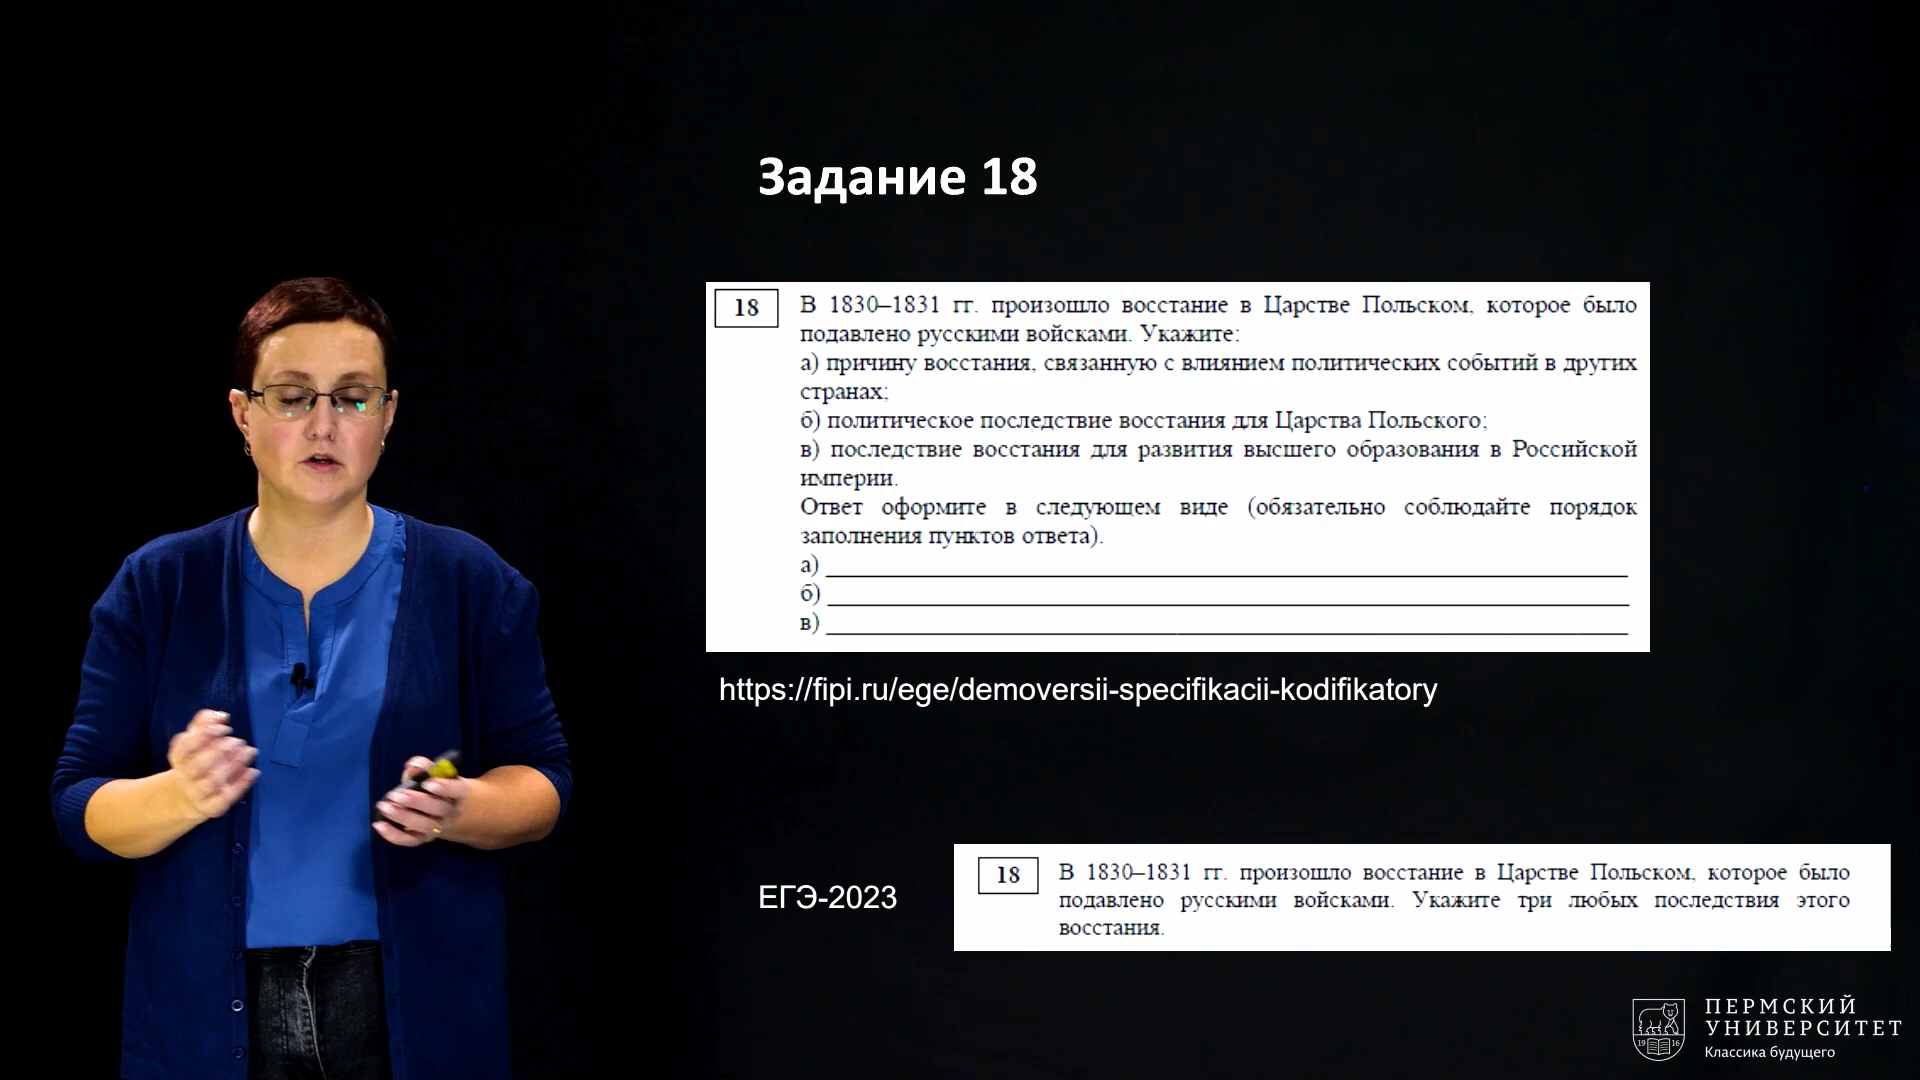 Задание 18
18
В 1830–1831 гг. произошло восстание в Царстве Польском, которое было
подавлено русскими войсками. Укажите:
а) причину восстания, связанную с влиянием политических событий в других
странах;
б) политическое последствие восстания для Царства Польского;
в) последствие восстания для развития высшего образования в Российской
империи.
Ответ оформите в следующем виде (обязательно соблюдайте порядок
заполнения пунктов ответа).
а)
б)
в)
https://fipi.ru/ege/demoversii-specifikacii-kodifikatory
ЕГЭ-2023
18
В 1830–1831 гг. произошло восстание в Царстве Польском, которое было
подавлено русскими войсками. Укажите три любых последствия этого
восстания.
19 16
ПЕРМСКИЙ
УНИВЕРСИТЕТ
Классика будущего